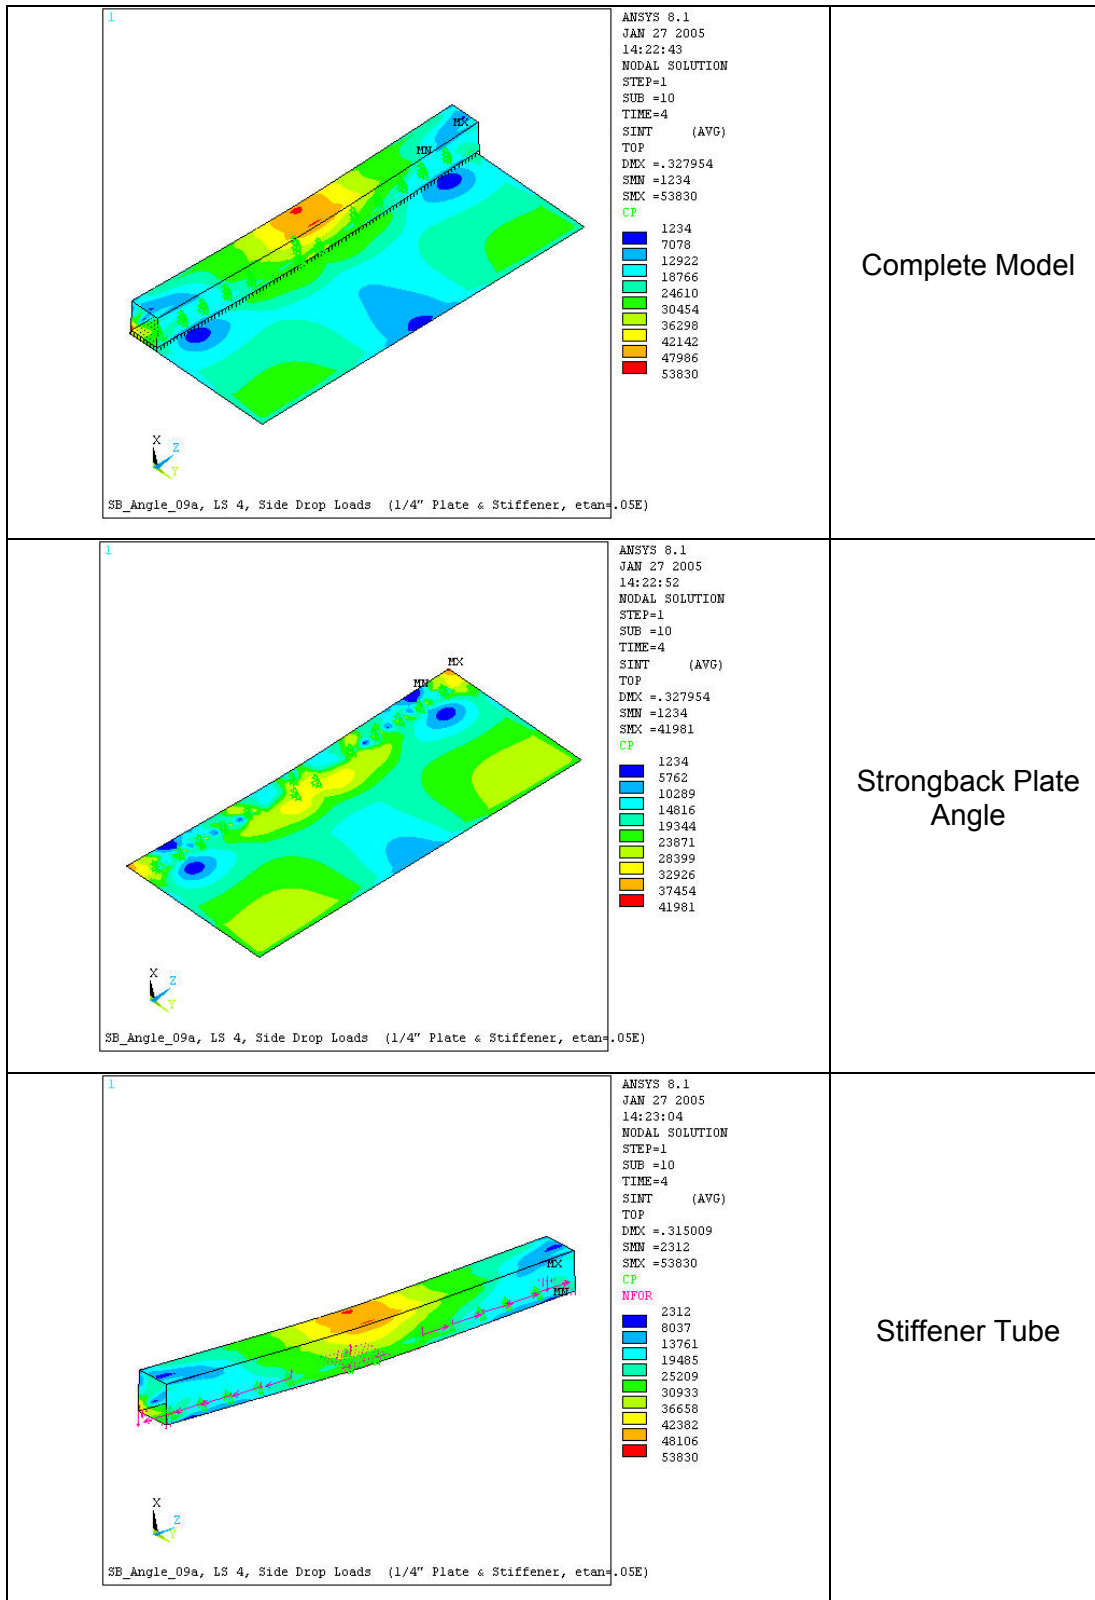 1
ANSYS 8.1
JAN 27 2005
14:22:43
NODAL SOLUTION
STEP=1
SUB =10
TIME=4
SINT (AVG)
TOP
DMX =.327954
SMN =1234
SMX =53830
CP
1234
7078
12922
18766
24610
30454
36298
42142
47986
53830
MX
MN
X
Z
Y
SB_Angle_09a, LS 4, Side Drop Loads (1/4" Plate & Stiffener, etan=.05E)
Complete Model
1
ANSYS 8.1
JAN 27 2005
14:22:52
NODAL SOLUTION
STEP=1
SUB =10
TIME=4
SINT (AVG)
TOP
DMX =.327954
SMN =1234
SMX =41981
CP
1234
5762
10289
14816
19344
23871
28399
32926
37454
41981
MX
MN
X
Z
Y
SB_Angle_09a, LS 4, Side Drop Loads (1/4" Plate & Stiffener, etan=.05E)
Strongback Plate
Angle
1
ANSYS 8.1
JAN 27 2005
14:23:04
NODAL SOLUTION
STEP=1
SUB =10
TIME=4
SINT (AVG)
TOP
DMX =.315009
SMN =2312
SMX =53830
CP
NFOR
2312
8037
13761
19485
25209
30933
36658
42382
48106
53830
MX
MN
X
Z
Y
SB_Angle_09a, LS 4, Side Drop Loads (1/4" Plate & Stiffener, etan=.05E)
Stiffener Tube